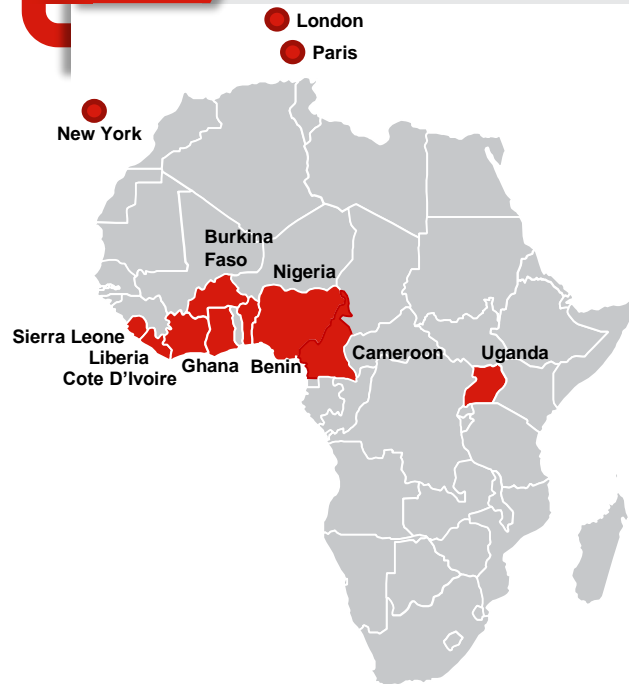 London
Paris
New York
Burkina
Faso
Nigeria
Sierra Leone
Liberia
Cote D’Ivoire
Ghana
Benin
Cameroon
Uganda